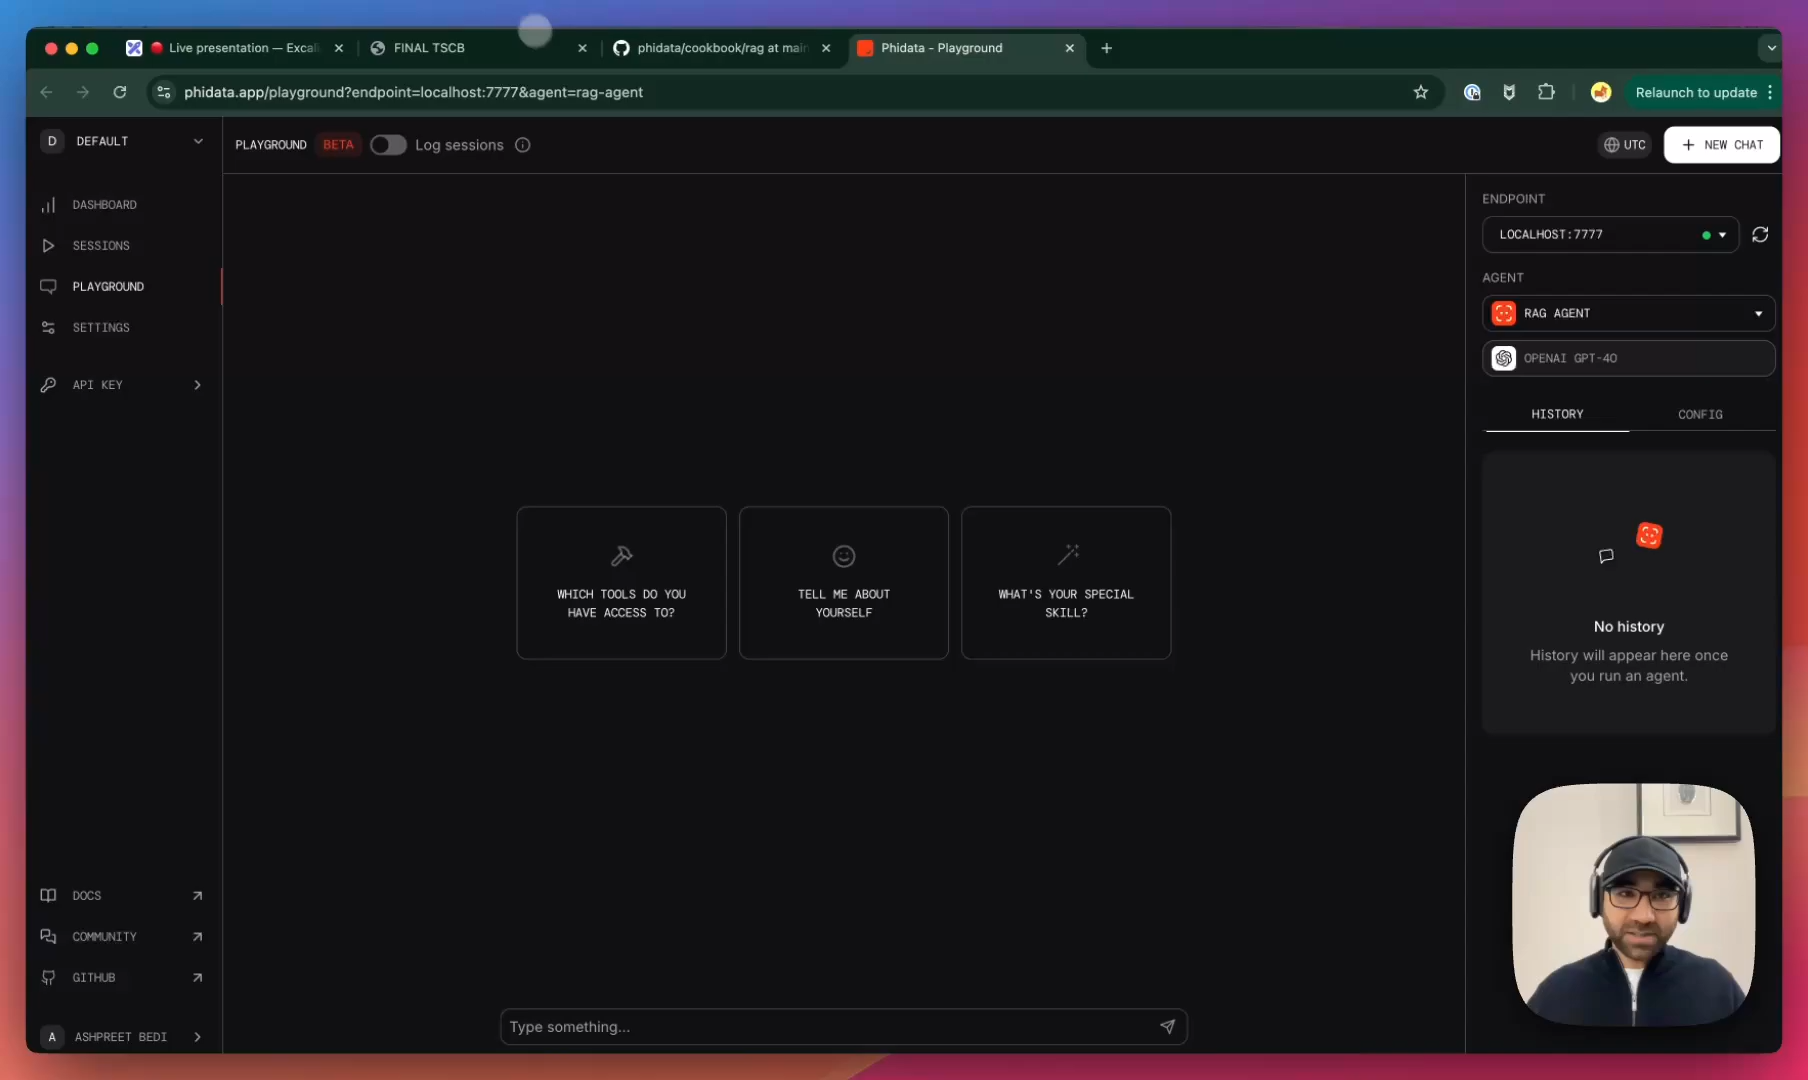 Live presentation — Excali
FINAL TSCB
phidata/cookbook/rag at main
Phidata - Playground
phidata.app/playground?endpoint=localhost:7777&agent=rag-agent
Relaunch to update
D DEFAULT
PLAYGROUND BETA Log sessions
UTC
+ NEW CHAT
DASHBOARD
SESSIONS
PLAYGROUND
SETTINGS
API KEY
ENDPOINT
LOCALHOST:7777
AGENT
RAG AGENT
OPENAI GPT-4O
HISTORY CONFIG
WHICH TOOLS DO YOU
HAVE ACCESS TO?
TELL ME ABOUT
YOURSELF
WHAT'S YOUR SPECIAL
SKILL?
No history
History will appear here once
you run an agent.
DOCS
COMMUNITY
GITHUB
A ASHPREET BEDI
Type something...